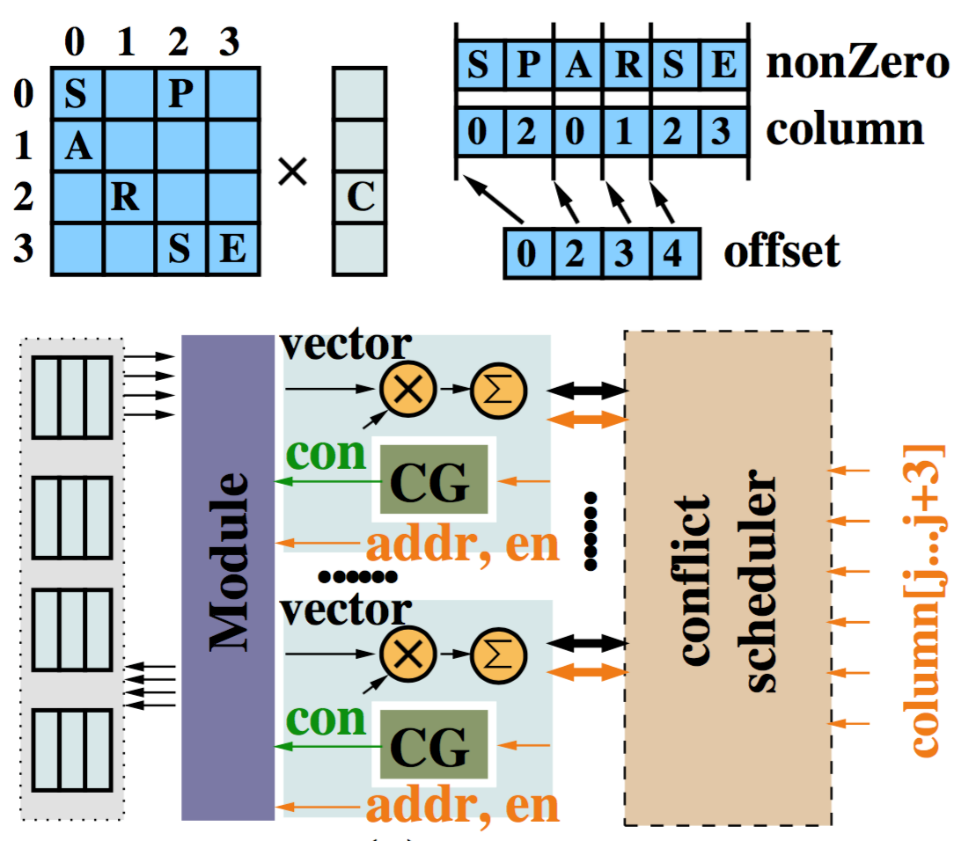 0 1 2 3
0 S P
1 A
2 R
3 S E
×
C
S P A R S E nonZero
0 2 0 1 2 3 column
0 2 3 4 offset
Module
vector
× Σ
con
CG
addr, en
......
vector
× Σ
con
CG
addr, en
......
conflict
scheduler
column[j...j+3]